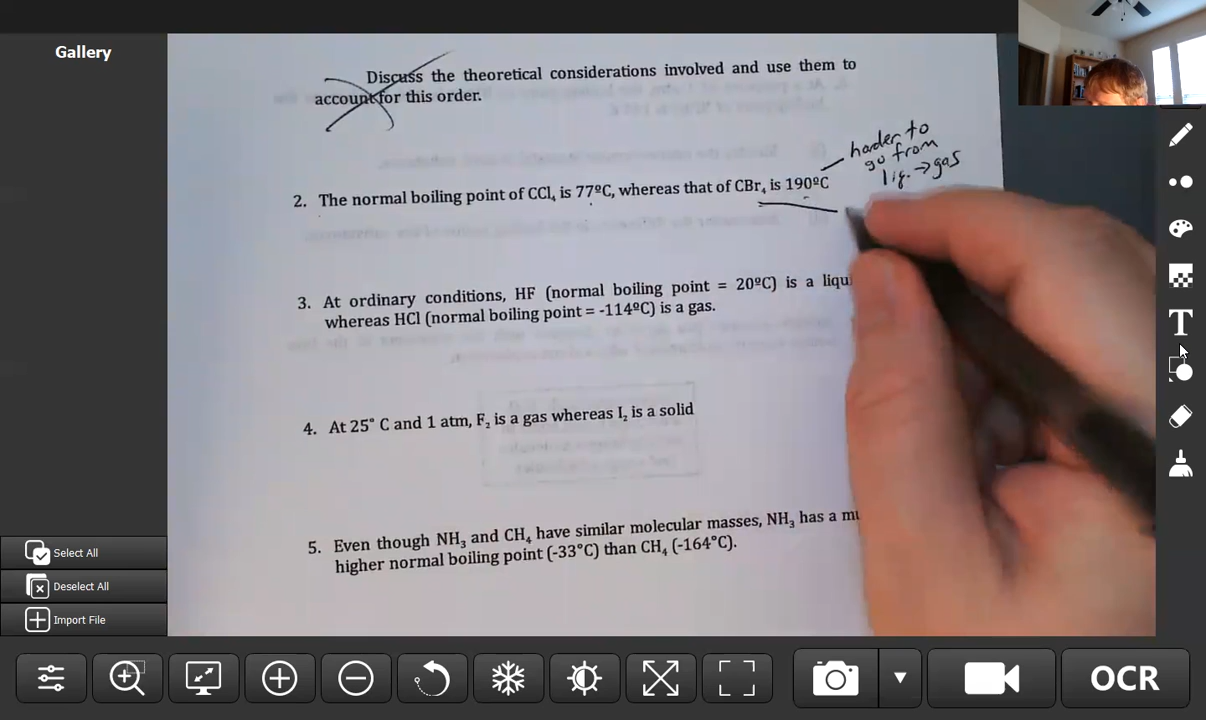 Gallery
Discuss the theoretical considerations involved and use them to
account for this order.
harder to
go from
liq. → gas
2. The normal boiling point of CCl₄ is 77ºC, whereas that of CBr₄ is 190ºC
3. At ordinary conditions, HF (normal boiling point = 20ºC) is a
whereas HCl (normal boiling point = -114ºC) is a gas.
4. At 25° C and 1 atm, F₂ is a gas whereas I₂ is a solid
5. Even though NH₃ and CH₄ have similar molecular masses, NH₃ has a
higher normal boiling point (-33°C) than CH₄ (-164°C).
Select All
Deselect All
Import File
T
OCR